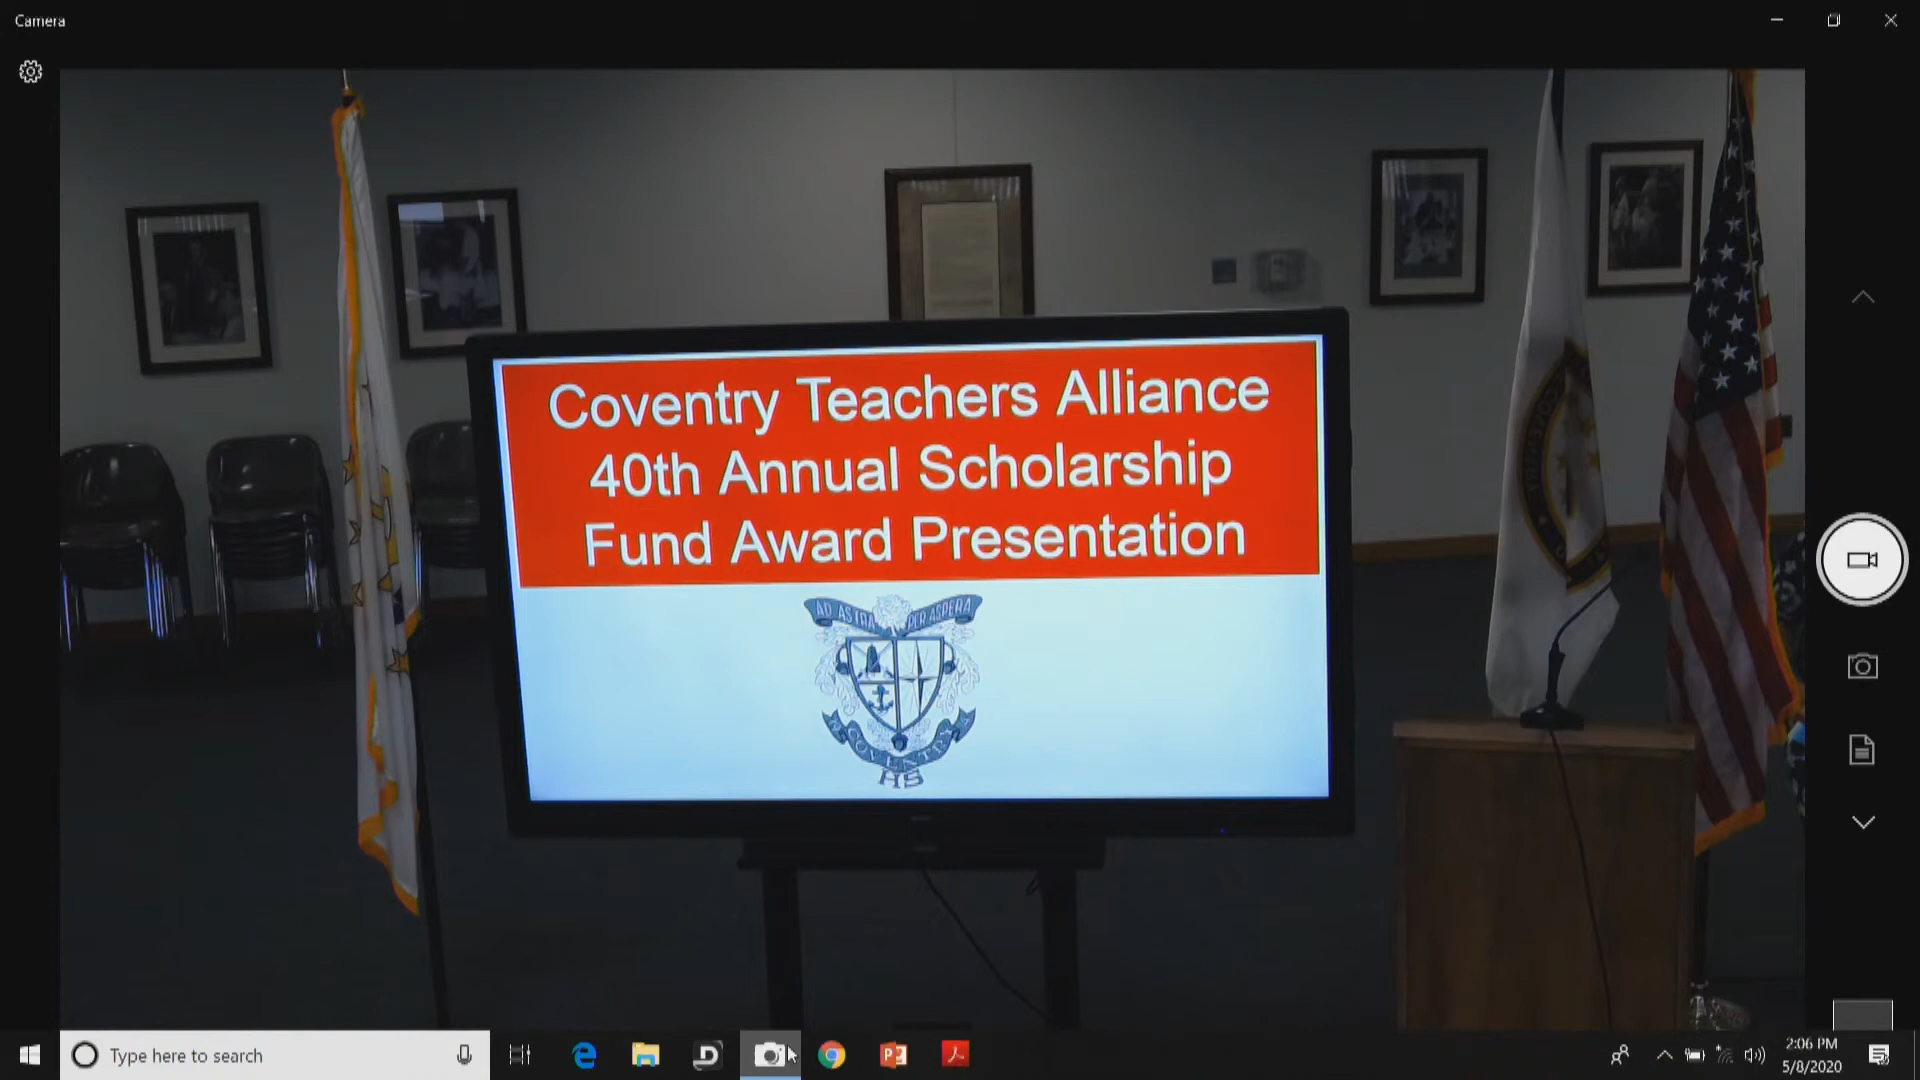 Camera
Coventry Teachers Alliance
40th Annual Scholarship
Fund Award Presentation
AD ASTRA PER ASPERA
COVENTRY
HS
Type here to search
2:06 PM
5/8/2020